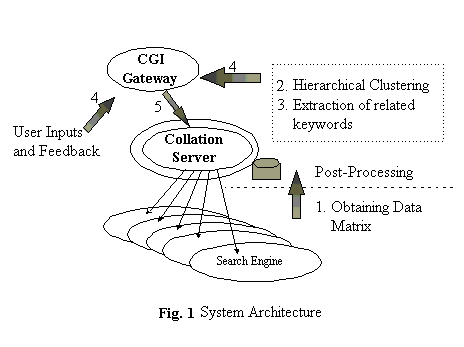 CGI
Gateway
4
4
5
2. Hierarchical Clustering
3. Extraction of related
keywords
User Inputs
and Feedback
Collation
Server
Post-Processing
1. Obtaining Data
Matrix
Search Engine
Fig. 1 System Architecture